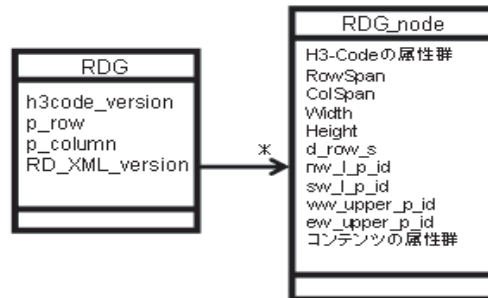 RDG
h3code_version
p_row
p_column
RD_XML_version
*
RDG_node
H3-Codeの属性群
RowSpan
ColSpan
Width
Height
d_row_s
nw_l_p_id
sw_l_p_id
ww_upper_p_id
ew_upper_p_id
コンテンツの属性群